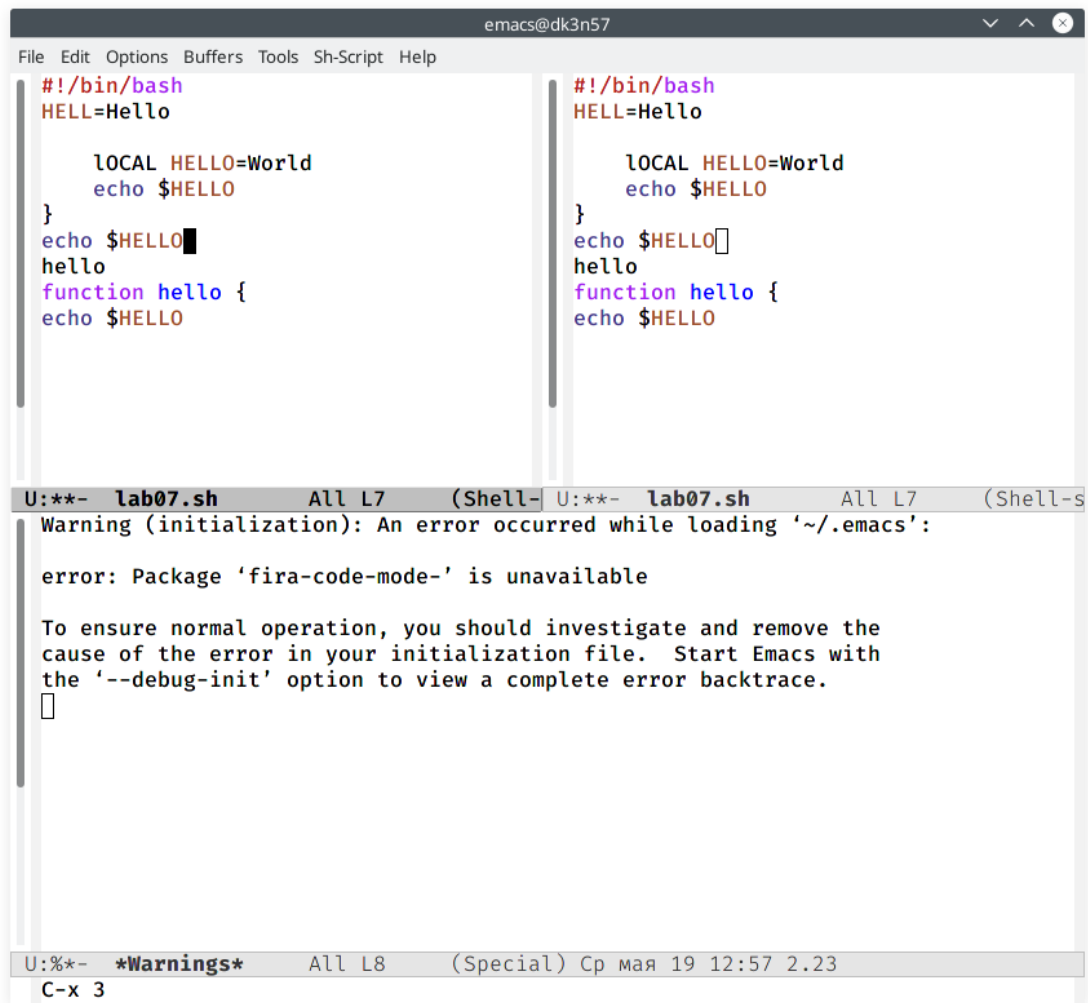 emacs@dk3n57
File Edit Options Buffers Tools Sh-Script Help
#!/bin/bash
HELL=Hello
lOCAL HELLO=World
echo $HELLO
}
echo $HELLO
hello
function hello {
echo $HELLO
U:**- lab07.sh All L7 (Shell-
#!/bin/bash
HELL=Hello
lOCAL HELLO=World
echo $HELLO
}
echo $HELLO
hello
function hello {
echo $HELLO
U:**- lab07.sh All L7 (Shell-s
Warning (initialization): An error occurred while loading ‘~/.emacs’:
error: Package ‘fira-code-mode-’ is unavailable
To ensure normal operation, you should investigate and remove the
cause of the error in your initialization file. Start Emacs with
the ‘--debug-init’ option to view a complete error backtrace.
U:%*- *Warnings* All L8 (Special) Ср мая 19 12:57 2.23
C-x 3